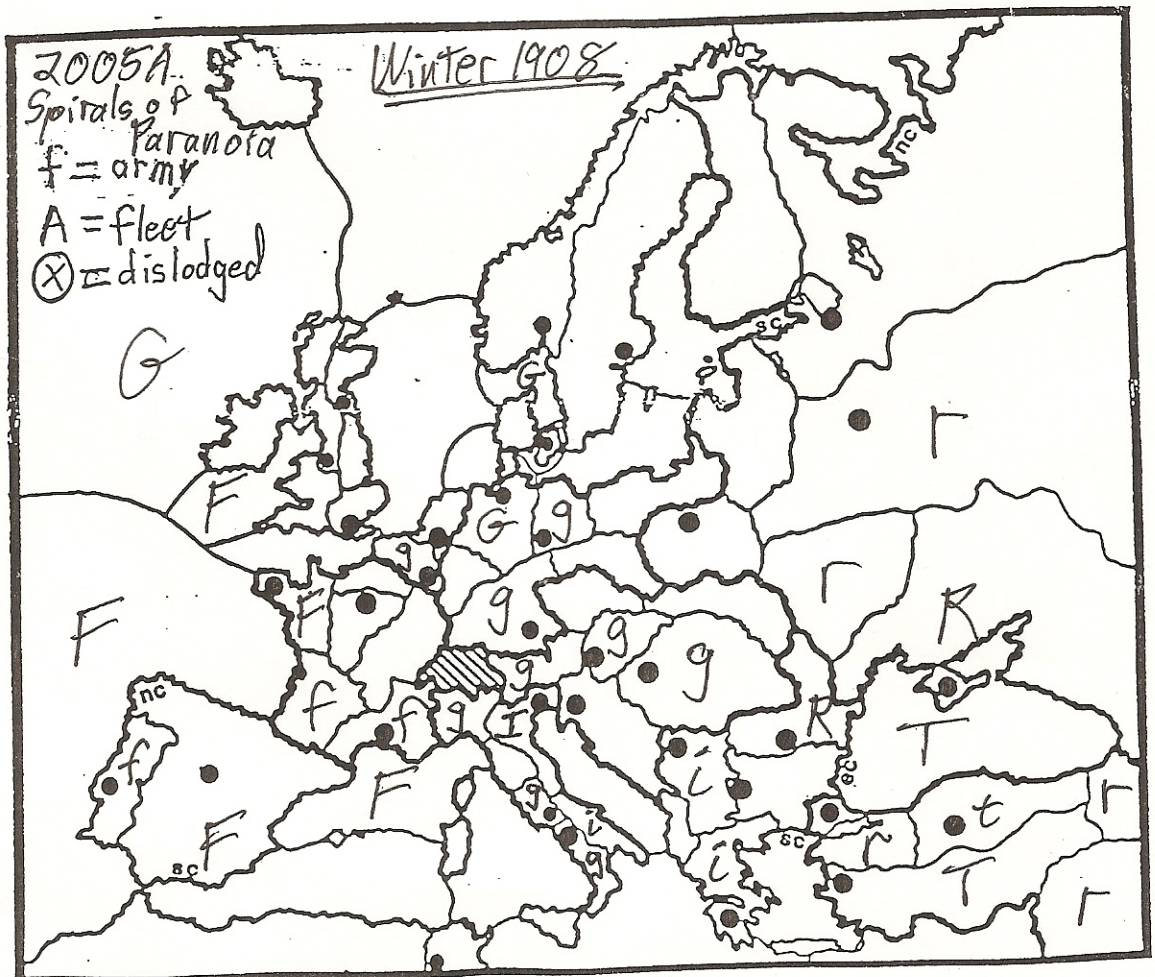 2005A
Winter 1908
Spirals of
Paranoia
f = army
A = fleet
X = dislodged
nc
G
G
sc
r
F
G
g
g
F
F
g
g
g
r
R
nc
f
f
g
g
I
R
T
f
F
i
sc
r
F
g
i
t
sc
i
g
sc
r
T
r